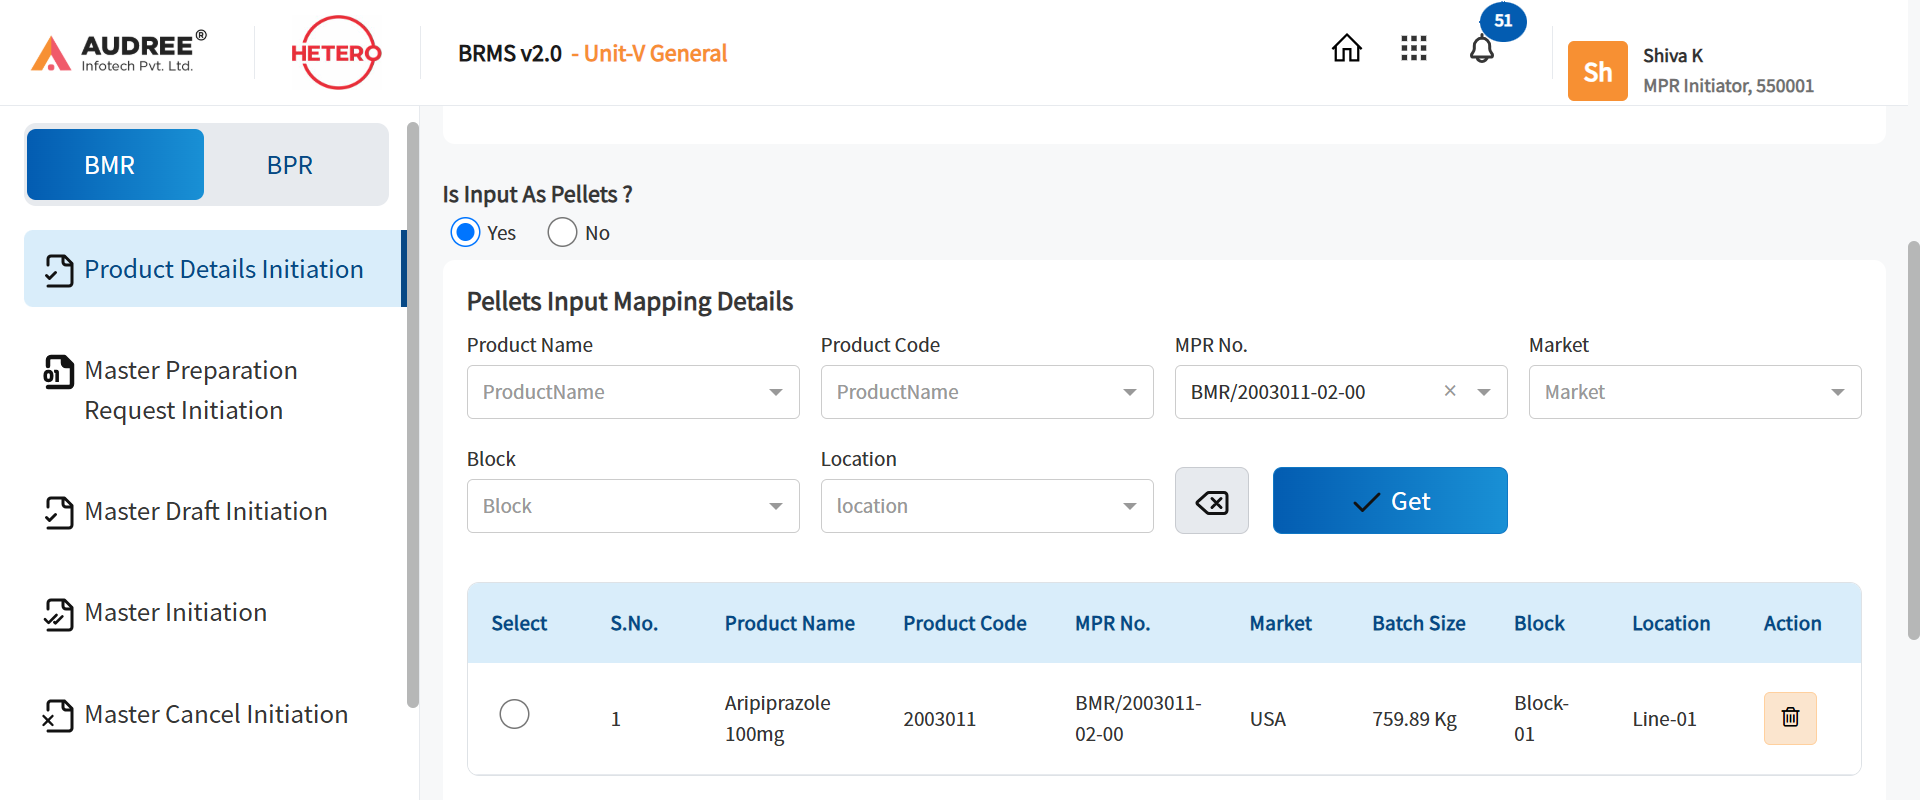 AUDREE®
Infotech Pvt. Ltd.
HETERO
BRMS v2.0 - Unit-V General
51
Sh
Shiva K
MPR Initiator, 550001
BMR BPR
Product Details Initiation
Master Preparation
Request Initiation
Master Draft Initiation
Master Initiation
Master Cancel Initiation
Is Input As Pellets ?
Yes No
Pellets Input Mapping Details
Product Name Product Code MPR No. Market
ProductName ProductName BMR/2003011-02-00 × Market
Block Location
Block location
Get
Select S.No. Product Name Product Code MPR No. Market Batch Size Block Location Action
1 Aripiprazole 100mg 2003011 BMR/2003011-02-00 USA 759.89 Kg Block-01 Line-01